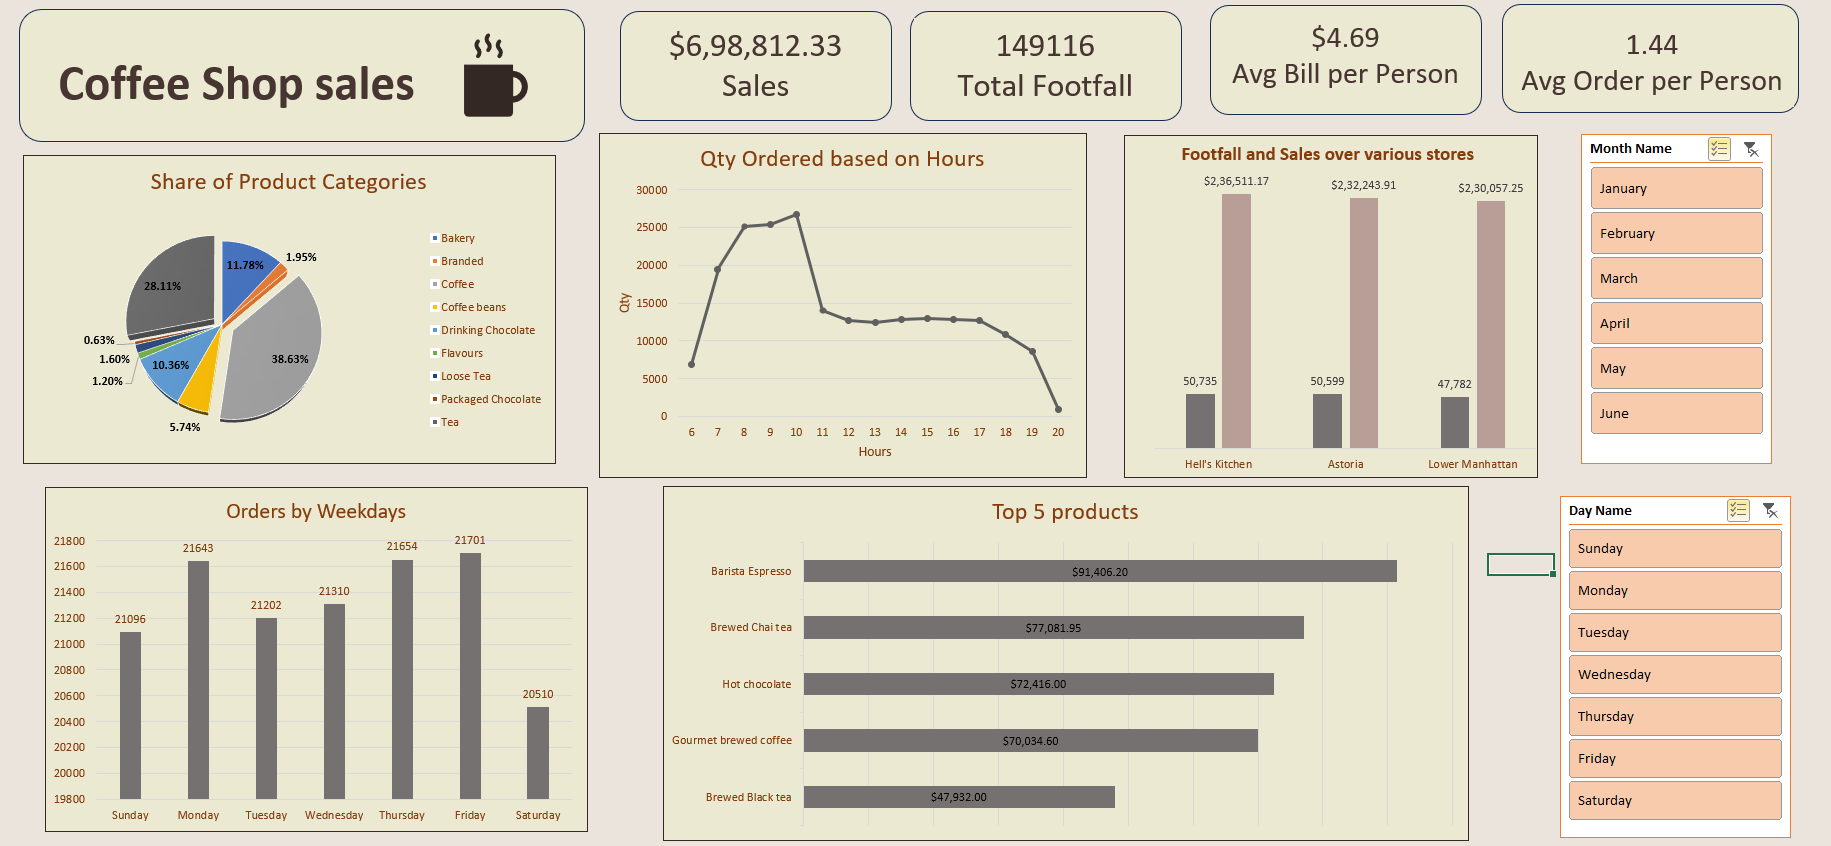 Coffee Shop sales
$6,98,812.33
Sales
149116
Total Footfall
$4.69
Avg Bill per Person
1.44
Avg Order per Person
Share of Product Categories
11.78%
1.95%
38.63%
5.74%
10.36%
1.20%
1.60%
0.63%
28.11%
Bakery
Branded
Coffee
Coffee beans
Drinking Chocolate
Flavours
Loose Tea
Packaged Chocolate
Tea
Qty Ordered based on Hours
30000
25000
20000
15000
10000
5000
0
Qty
6 7 8 9 10 11 12 13 14 15 16 17 18 19 20
Hours
Footfall and Sales over various stores
$2,36,511.17
$2,32,243.91
$2,30,057.25
50,735
50,599
47,782
Hell's Kitchen
Astoria
Lower Manhattan
Month Name
January
February
March
April
May
June
Orders by Weekdays
21800
21600
21400
21200
21000
20800
20600
20400
20200
20000
19800
21096
21643
21202
21310
21654
21701
20510
Sunday Monday Tuesday Wednesday Thursday Friday Saturday
Top 5 products
Barista Espresso $91,406.20
Brewed Chai tea $77,081.95
Hot chocolate $72,416.00
Gourmet brewed coffee $70,034.60
Brewed Black tea $47,932.00
Day Name
Sunday
Monday
Tuesday
Wednesday
Thursday
Friday
Saturday